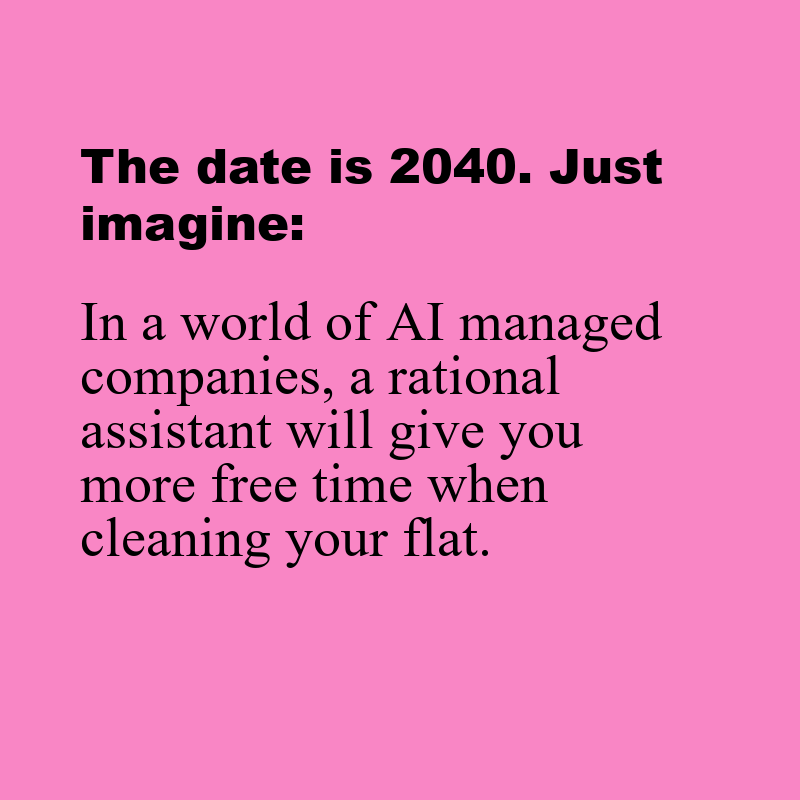 The date is 2040. Just
imagine:
In a world of AI managed
companies, a rational
assistant will give you
more free time when
cleaning your flat.